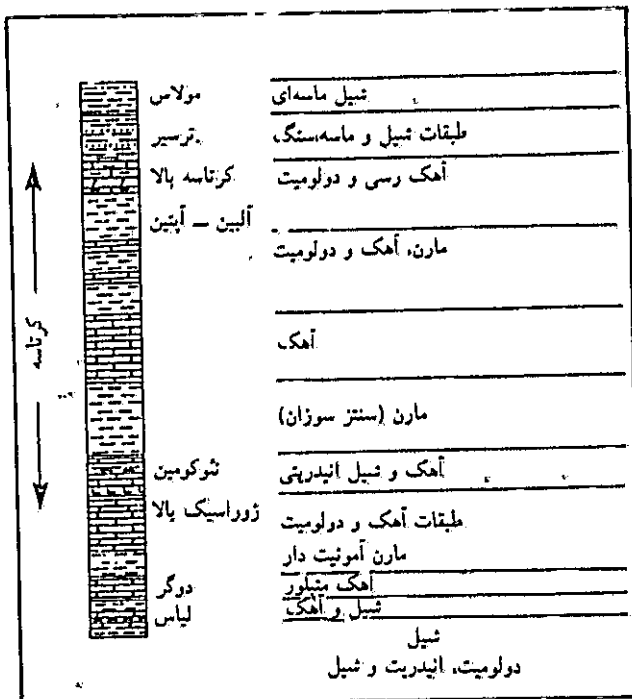 مولاس
شیل ماسه‌ای
ترسیر
طبقات شیل و ماسه‌سنگ
کرتاسه بالا
آهک رسی و دولومیت
آلبین – آپتین
مارن، آهک و دولومیت
کرتاسه
آهک
مارن (سنتز سوزان)
نئوکومین
آهک و شیل انیدریتی
ژوراسیک بالا
طبقات آهک و دولومیت
مارن آمونیت دار
دوگر
آهک متبلور
لیاس
شیل و آهک
شیل
دولومیت، انیدریت و شیل